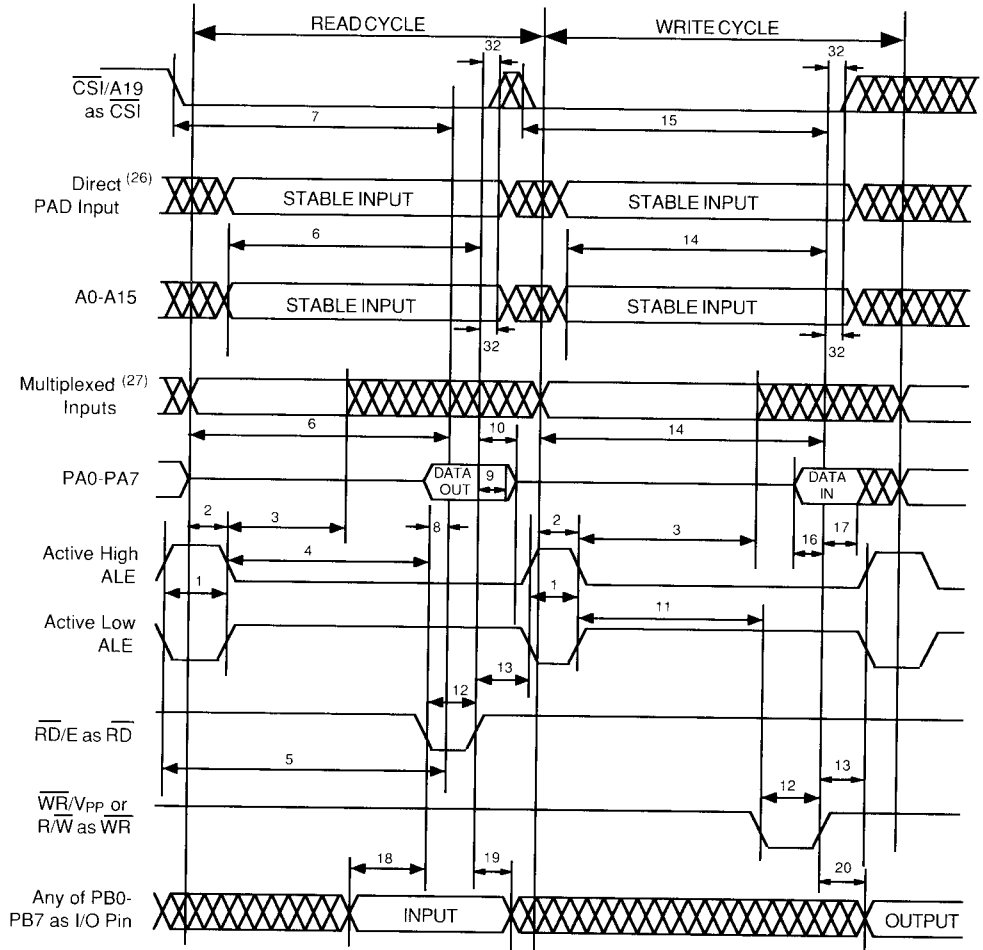 READ CYCLE
WRITE CYCLE
32
32
CSI/A19
as CSI
7
15
Direct (26)
PAD Input
STABLE INPUT
STABLE INPUT
6
14
A0-A15
STABLE INPUT
STABLE INPUT
32
32
Multiplexed (27)
Inputs
6
10
14
PA0-PA7
DATA
OUT
9
DATA
IN
2
3
8
2
3
16
17
Active High
ALE
4
1
1
11
Active Low
ALE
13
12
RD/E as RD
5
13
12
WR/VPP or
R/W as WR
18
19
20
Any of PB0-
PB7 as I/O Pin
INPUT
OUTPUT